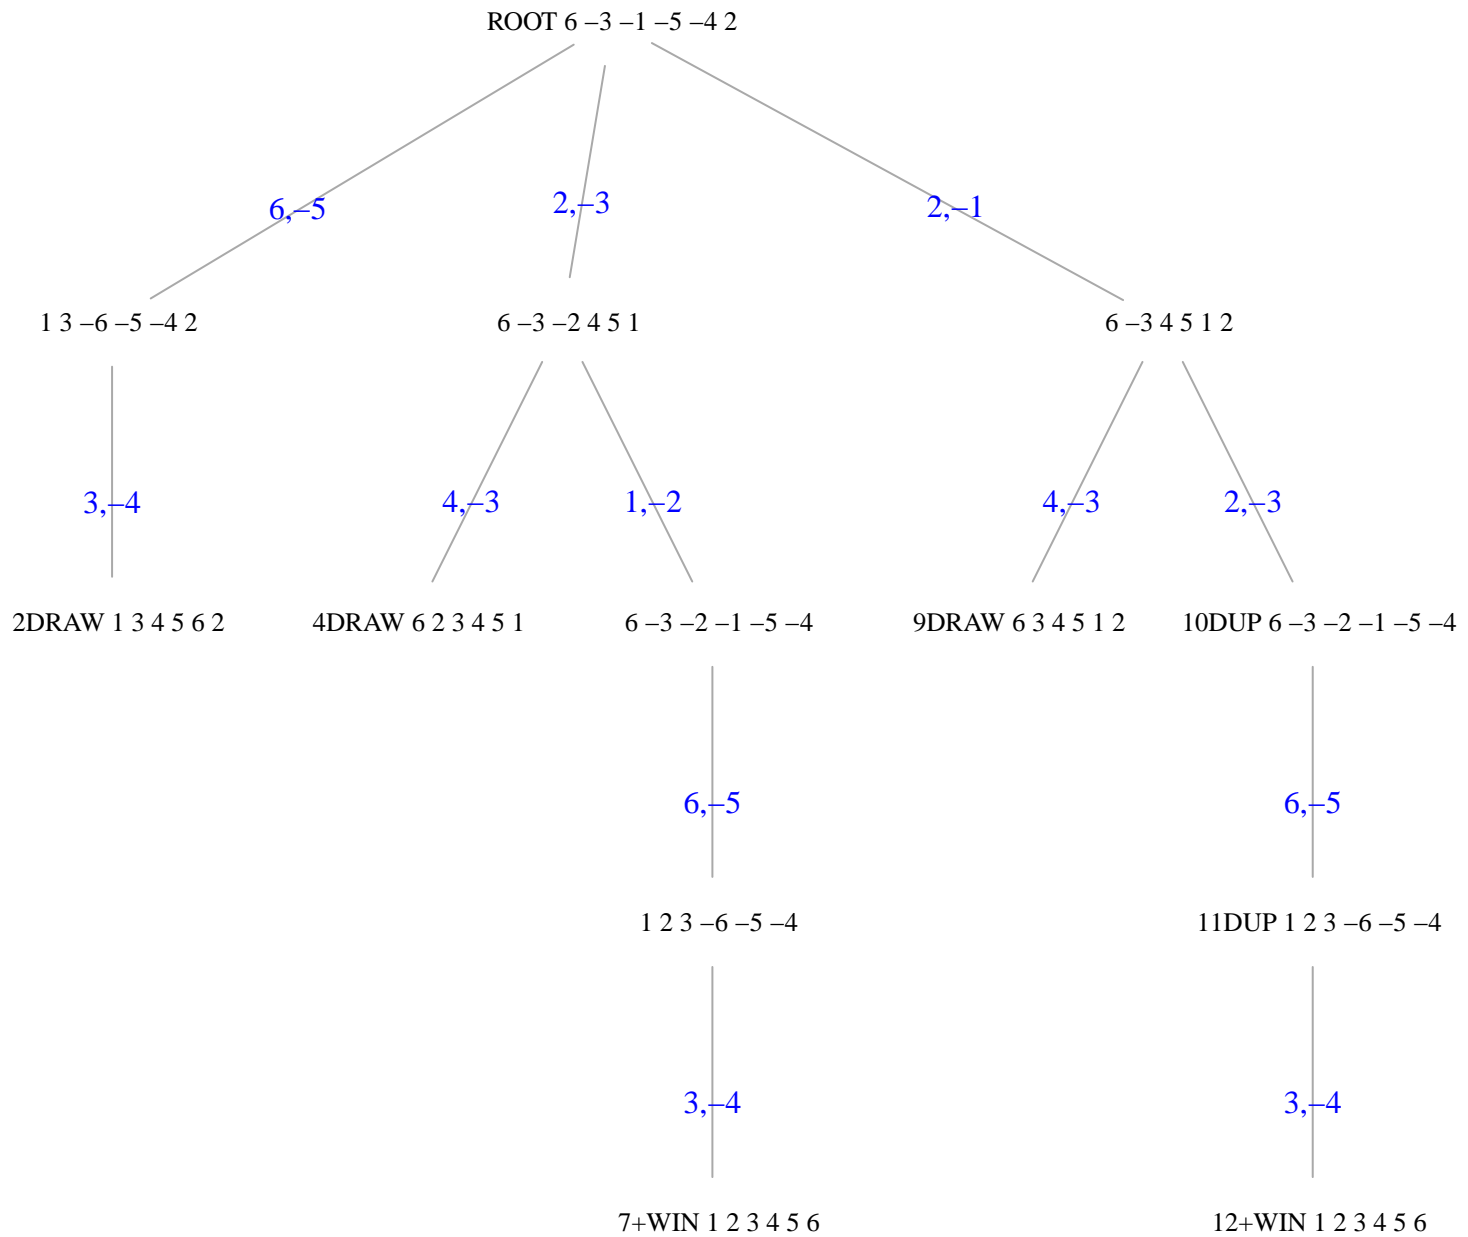 ROOT 6 –3 –1 –5 –4 2
6,–5
2,–3
2,–1
1 3 –6 –5 –4 2
6 –3 –2 4 5 1
6 –3 4 5 1 2
3,–4
4,–3
1,–2
4,–3
2,–3
2DRAW 1 3 4 5 6 2
4DRAW 6 2 3 4 5 1
6 –3 –2 –1 –5 –4
9DRAW 6 3 4 5 1 2
10DUP 6 –3 –2 –1 –5 –4
6,–5
6,–5
1 2 3 –6 –5 –4
11DUP 1 2 3 –6 –5 –4
3,–4
3,–4
7+WIN 1 2 3 4 5 6
12+WIN 1 2 3 4 5 6